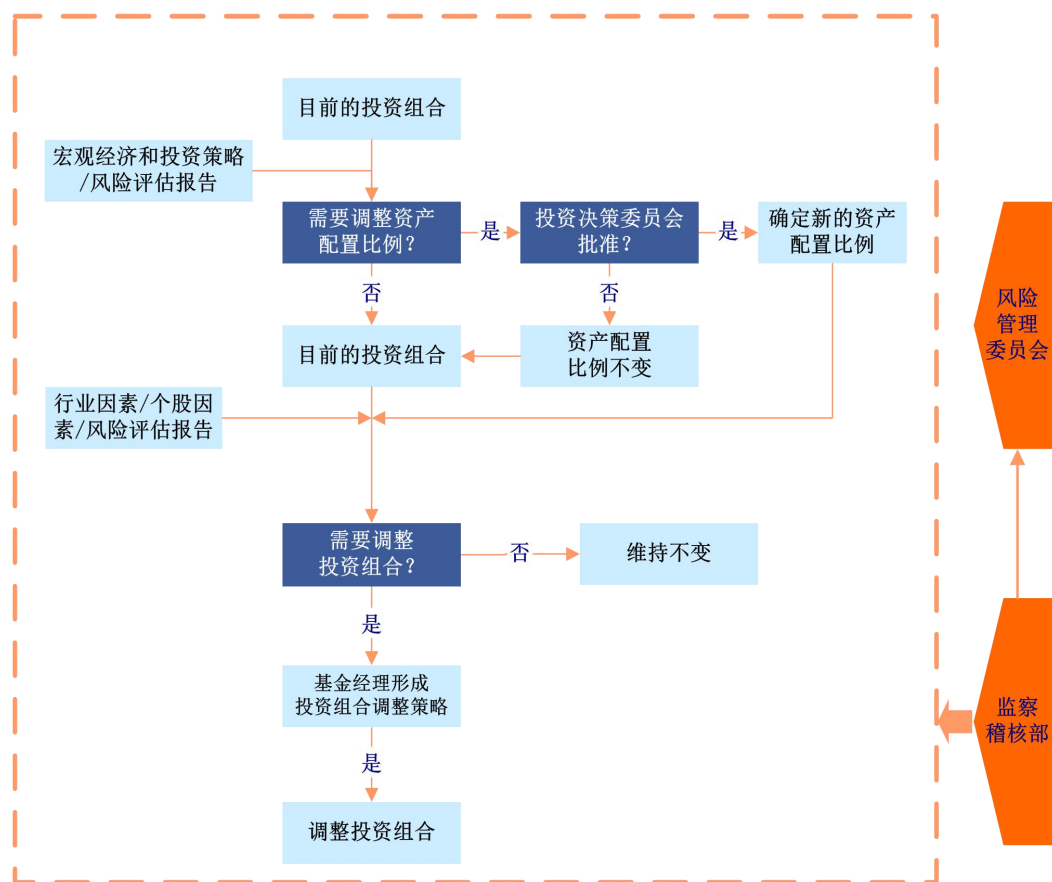 目前的投资组合
宏观经济和投资策略
/风险评估报告
需要调整资产
配置比例？
是
投资决策委员会
批准？
是
确定新的资产
配置比例
否
否
目前的投资组合
资产配置
比例不变
行业因素/个股因
素/风险评估报告
需要调整
投资组合？
否
维持不变
是
基金经理形成
投资组合调整策略
是
调整投资组合
风险
管理
委员会
监察
稽核部